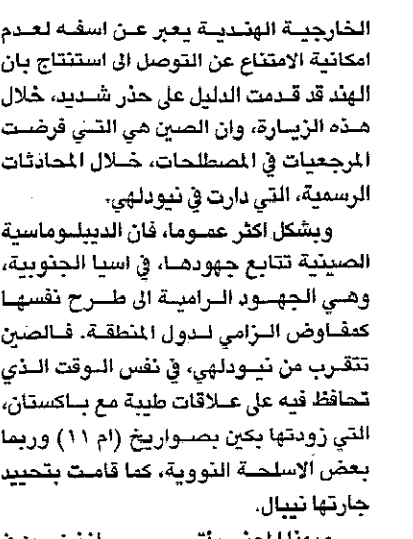 الخارجية الهندية يعبر عن اسفه لعدم
امكانية الامتناع عن التوصل الى استنتاج بان
الهند قد قدمت الدليل على حذر شديد، خلال
هذه الزيارة، وان الصين هي التي فرضت
المرجعيات في المصطلحات، خلال المحادثات
الرسمية، التي دارت في نيودلهي.
وبشكل اكثر عموما، فان الديبلوماسية
الصينية تتابع جهودها، في اسيا الجنوبية،
وهي الجهود الرامية الى طرح نفسها
كمفاوض الزامي لدول المنطقة. فالصين
تتقرب من نيودلهي، في نفس الوقت الذي
تحافظ فيه على علاقات طيبة مع باكستان،
التي زودتها بكين بصواريخ (ام ١١) وربما
بعض الاسلحة النووية، كما قامت بتحييد
جارتها نيبال.